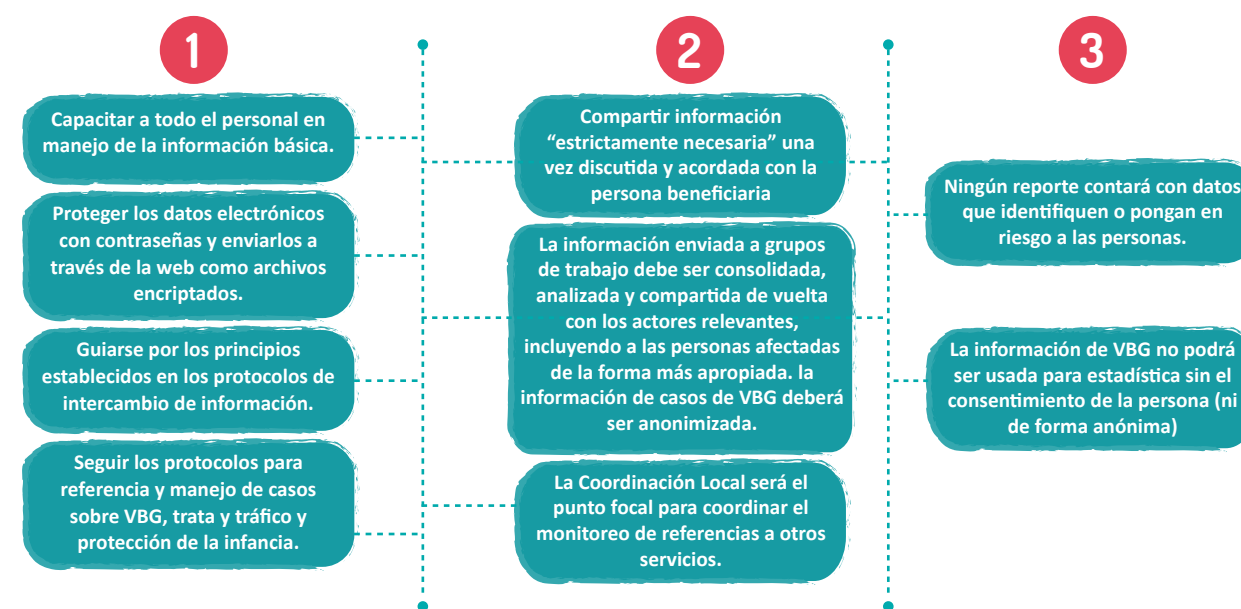 1
Capacitar a todo el personal en
manejo de la información básica.
Proteger los datos electrónicos
con contraseñas y enviarlos a
través de la web como archivos
encriptados.
Guiarse por los principios
establecidos en los protocolos de
intercambio de información.
Seguir los protocolos para
referencia y manejo de casos
sobre VBG, trata y tráfico y
protección de la infancia.
2
Compartir información
“estrictamente necesaria” una
vez discutida y acordada con la
persona beneficiaria
La información enviada a grupos
de trabajo debe ser consolidada,
analizada y compartida de vuelta
con los actores relevantes,
incluyendo a las personas afectadas
de la forma más apropiada. la
información de casos de VBG deberá
ser anonimizada.
La Coordinación Local será el
punto focal para coordinar el
monitoreo de referencias a otros
servicios.
3
Ningún reporte contará con datos
que identifiquen o pongan en
riesgo a las personas.
La información de VBG no podrá
ser usada para estadística sin el
consentimiento de la persona (ni
de forma anónima)